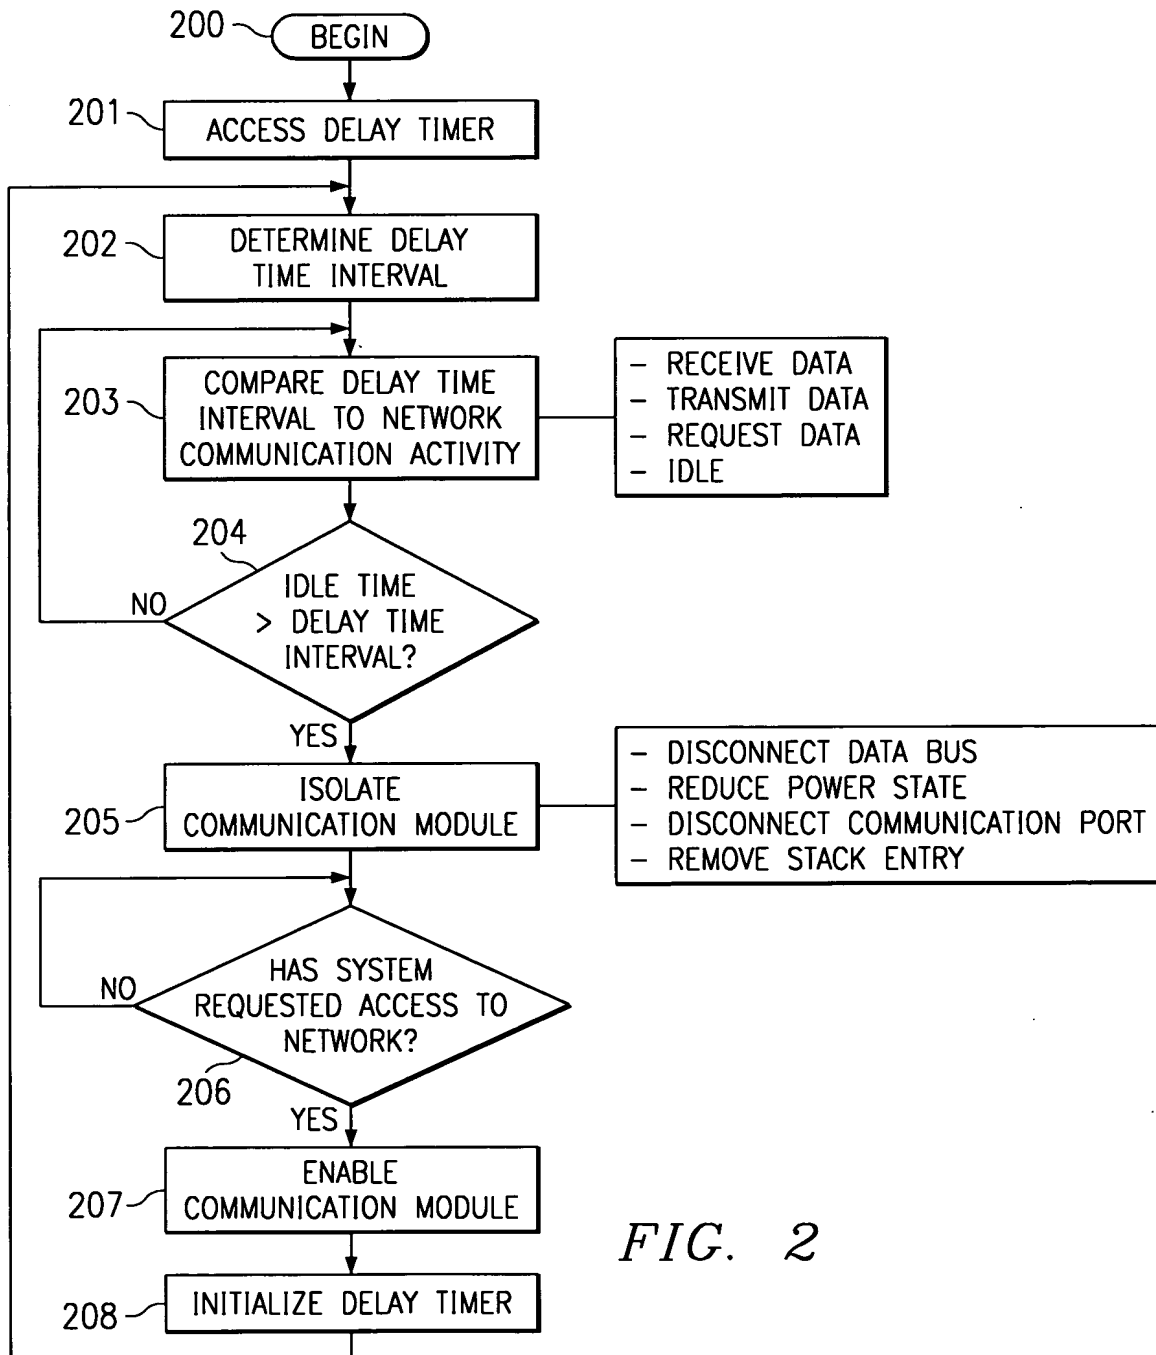 200
BEGIN
201
ACCESS DELAY TIMER
202
DETERMINE DELAY
TIME INTERVAL
203
COMPARE DELAY TIME
INTERVAL TO NETWORK
COMMUNICATION ACTIVITY
- RECEIVE DATA
- TRANSMIT DATA
- REQUEST DATA
- IDLE
204
IDLE TIME
> DELAY TIME
INTERVAL?
NO
YES
205
ISOLATE
COMMUNICATION MODULE
- DISCONNECT DATA BUS
- REDUCE POWER STATE
- DISCONNECT COMMUNICATION PORT
- REMOVE STACK ENTRY
HAS SYSTEM
REQUESTED ACCESS TO
NETWORK?
NO
206
YES
207
ENABLE
COMMUNICATION MODULE
208
INITIALIZE DELAY TIMER
FIG. 2